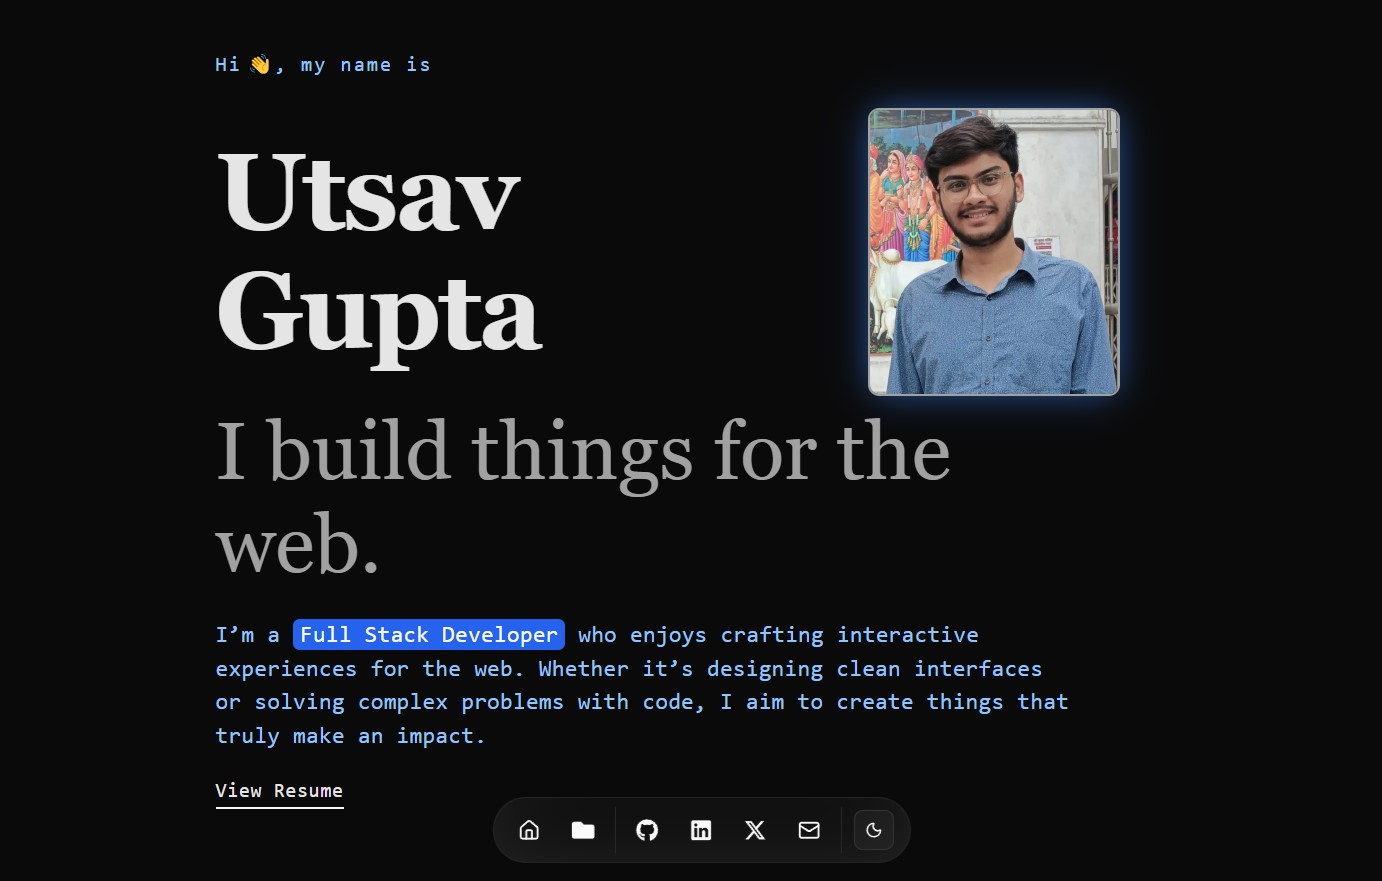 Hi 👋, my name is
Utsav
Gupta
I build things for the
web.
I’m a Full Stack Developer who enjoys crafting interactive
experiences for the web. Whether it’s designing clean interfaces
or solving complex problems with code, I aim to create things that
truly make an impact.
View Resume